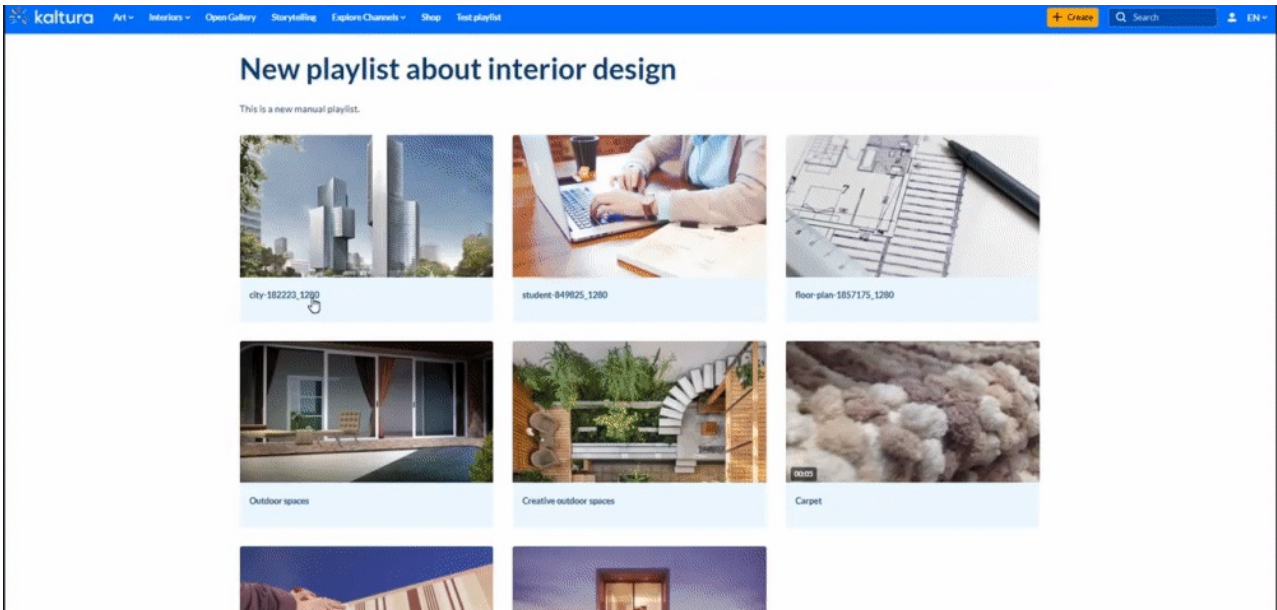 kaltura Art Interiors Open Gallery Storytelling Explore Channels Shop Test playlist + Create Search EN
New playlist about interior design
This is a new manual playlist.
city-182223_1280 student-849825_1280 floor-plan-1857175_1280
00:05
Outdoor spaces Creative outdoor spaces Carpet